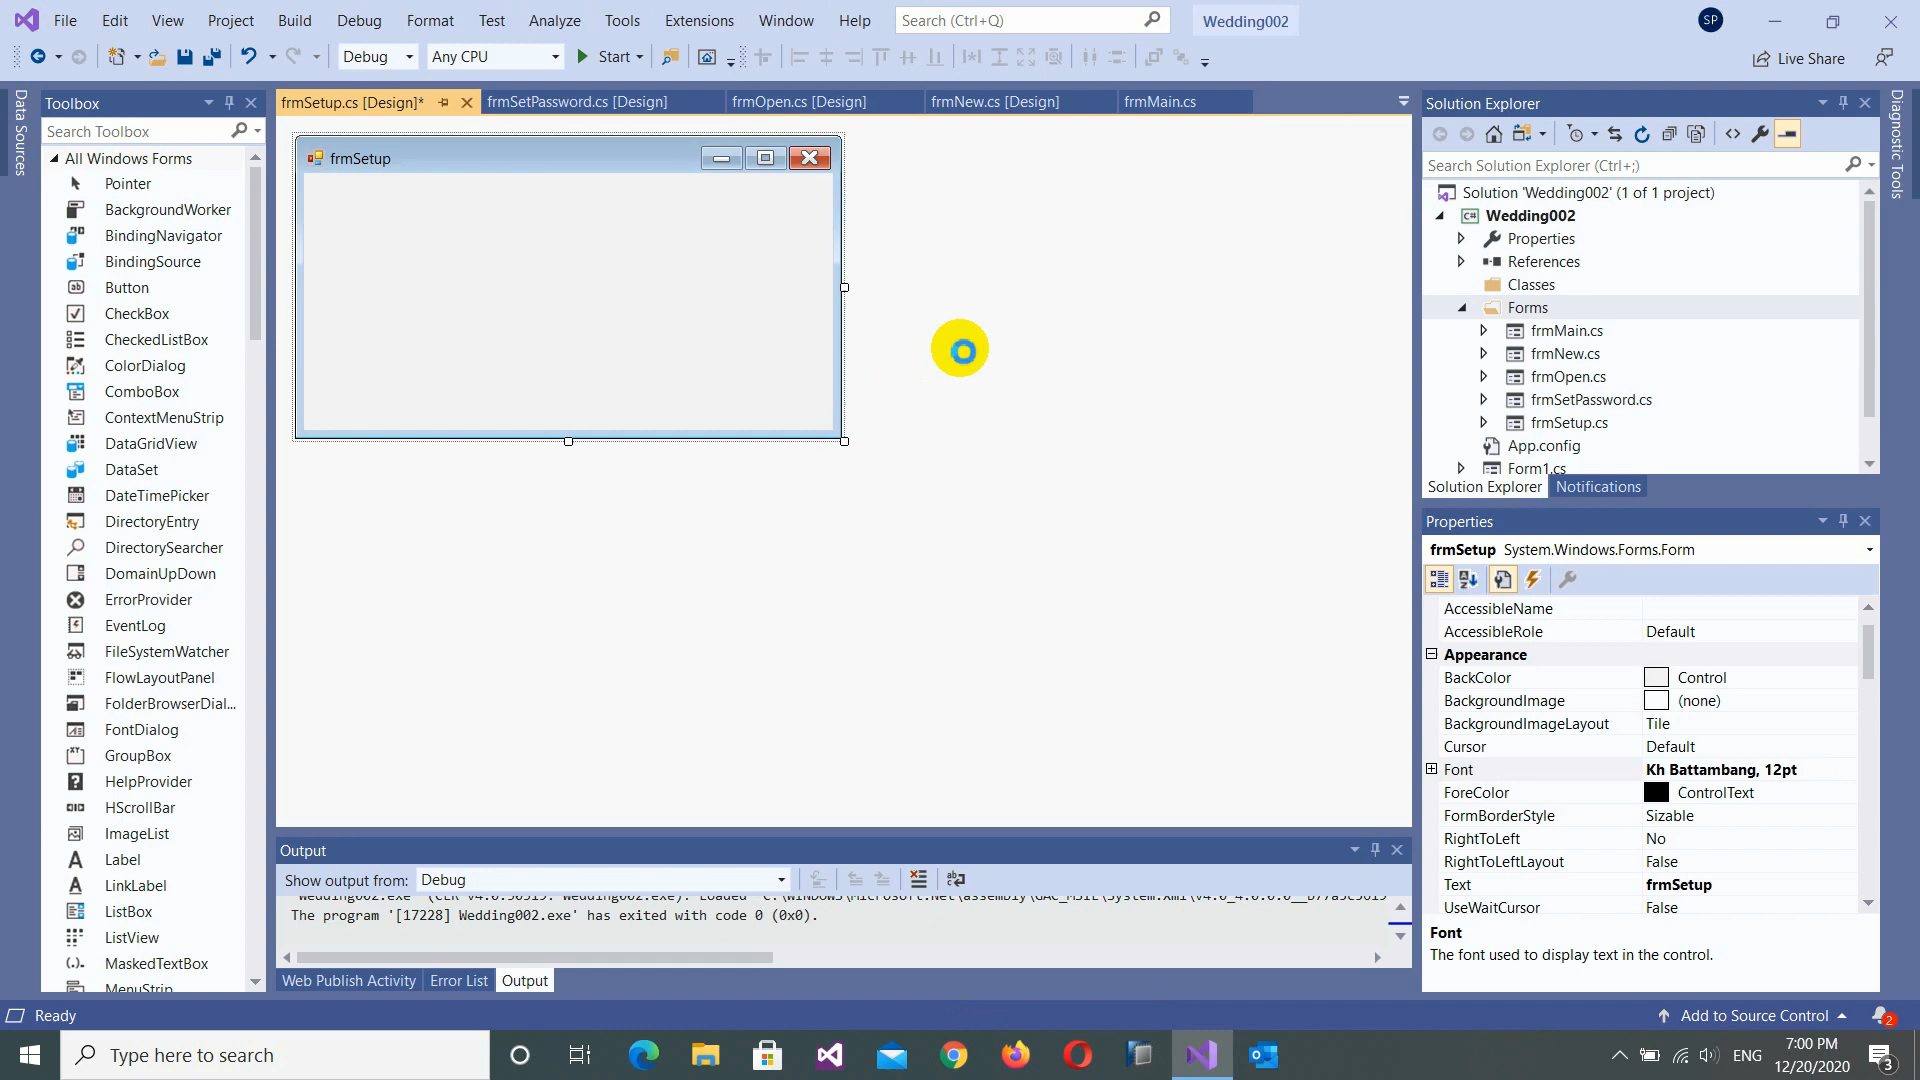 File Edit View Project Build Debug Format Test Analyze Tools Extensions Window Help Search (Ctrl+Q) Wedding002 SP
Debug Any CPU Start Live Share
Data Sources
Toolbox
Search Toolbox
All Windows Forms
Pointer
BackgroundWorker
BindingNavigator
BindingSource
Button
CheckBox
CheckedListBox
ColorDialog
ComboBox
ContextMenuStrip
DataGridView
DataSet
DateTimePicker
DirectoryEntry
DirectorySearcher
DomainUpDown
ErrorProvider
EventLog
FileSystemWatcher
FlowLayoutPanel
FolderBrowserDial...
FontDialog
GroupBox
HelpProvider
HScrollBar
ImageList
Label
LinkLabel
ListBox
ListView
MaskedTextBox
MenuStrip
frmSetup.cs [Design]* frmSetPassword.cs [Design] frmOpen.cs [Design] frmNew.cs [Design] frmMain.cs
frmSetup
Output
Show output from: Debug
The program '[17228] Wedding002.exe' has exited with code 0 (0x0).
Web Publish Activity Error List Output
Solution Explorer
Search Solution Explorer (Ctrl+;)
Solution 'Wedding002' (1 of 1 project)
Wedding002
Properties
References
Classes
Forms
frmMain.cs
frmNew.cs
frmOpen.cs
frmSetPassword.cs
frmSetup.cs
App.config
Form1.cs
Solution Explorer Notifications
Properties
frmSetup System.Windows.Forms.Form
AccessibleName
AccessibleRole Default
Appearance
BackColor Control
BackgroundImage (none)
BackgroundImageLayout Tile
Cursor Default
Font Kh Battambang, 12pt
ForeColor ControlText
FormBorderStyle Sizable
RightToLeft No
RightToLeftLayout False
Text frmSetup
UseWaitCursor False
Font
The font used to display text in the control.
Diagnostic Tools
Ready Add to Source Control 2
Type here to search ENG 7:00 PM
12/20/2020 3